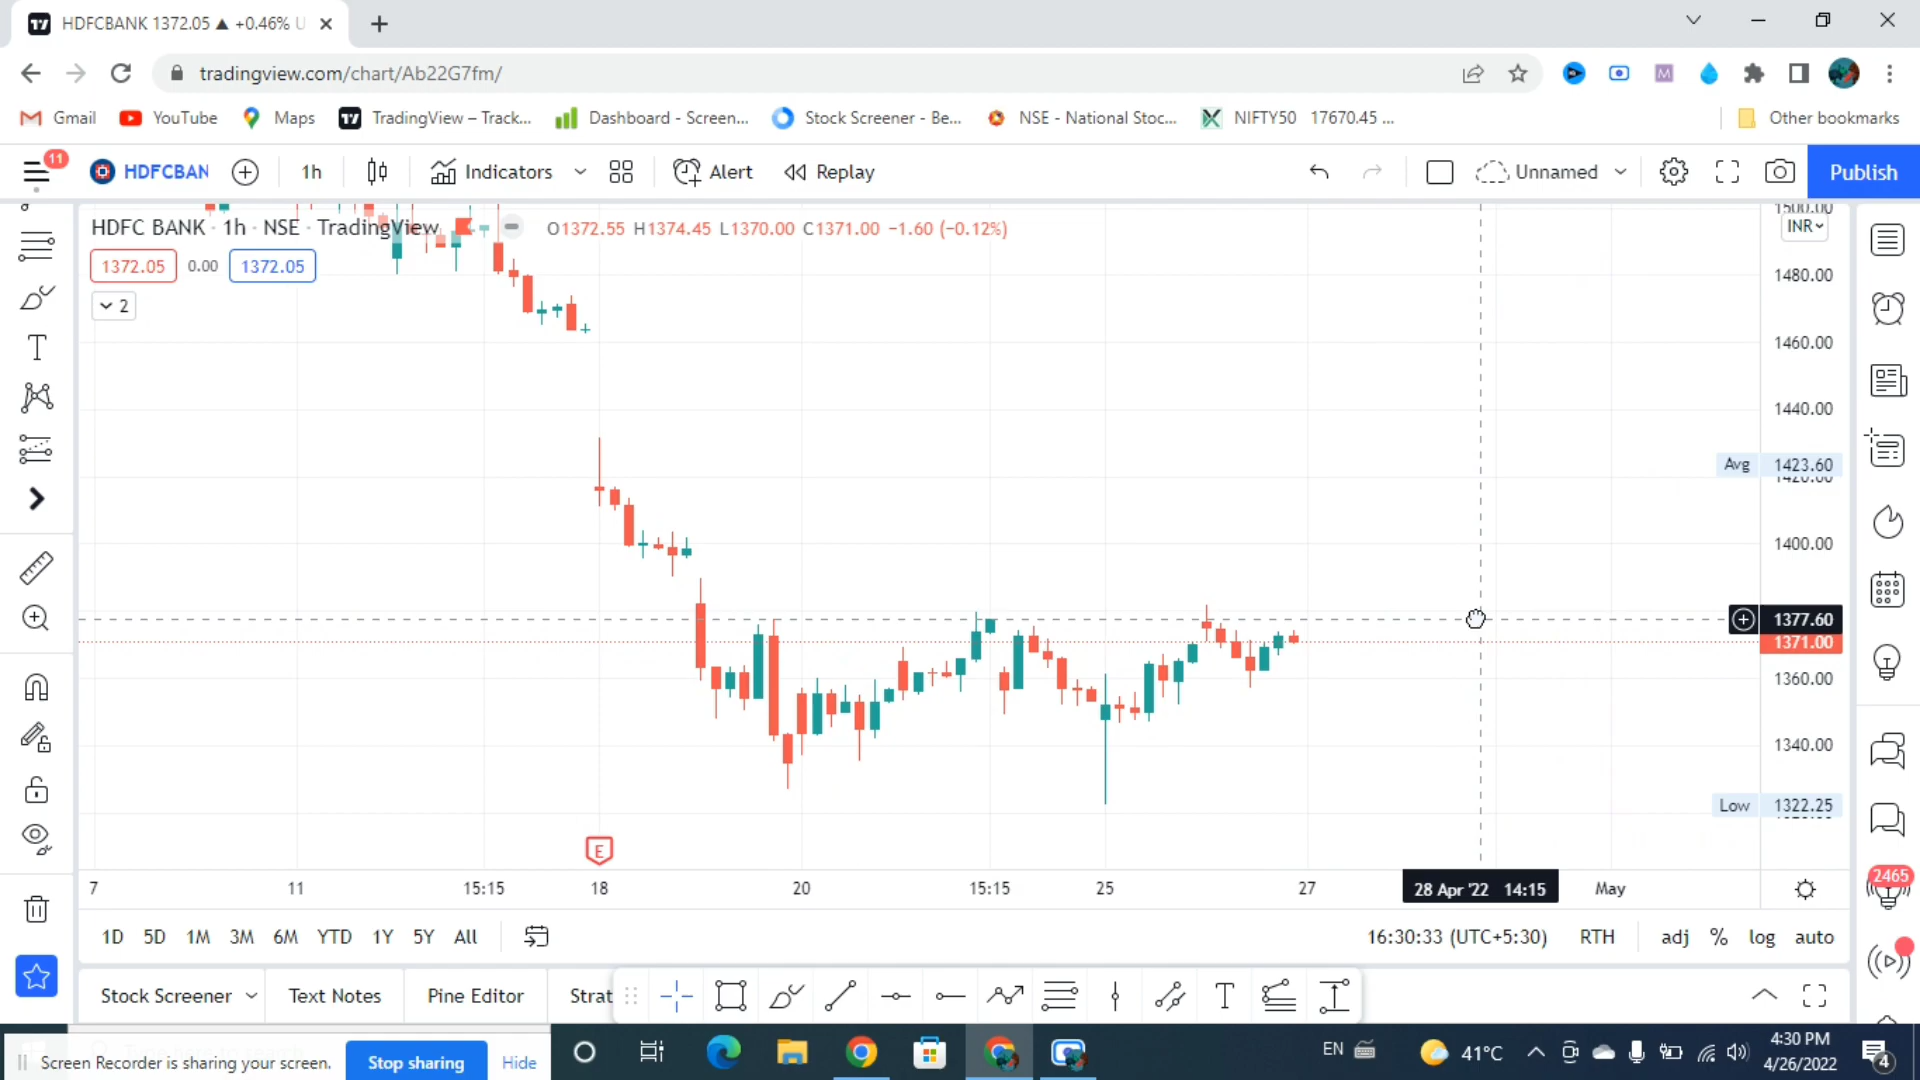 HDFCBANK 1372.05 ▲ +0.46% U
tradingview.com/chart/Ab22G7fm/
Gmail YouTube Maps TradingView – Track... Dashboard - Screen... Stock Screener - Be... NSE - National Stoc... NIFTY50 17670.45 ... Other bookmarks
11 HDFCBAN 1h Indicators Alert Replay Unnamed Publish
HDFC BANK · 1h · NSE · TradingView O1372.55 H1374.45 L1370.00 C1371.00 −1.60 (−0.12%)
1372.05 0.00 1372.05
2
1500.00
INR
1480.00
1460.00
1440.00
Avg 1423.60
1420.00
1400.00
1377.60
1371.00
1360.00
1340.00
Low 1322.25
E
7 11 15:15 18 20 15:15 25 27 28 Apr '22 14:15 May
2465
1D 5D 1M 3M 6M YTD 1Y 5Y All 16:30:33 (UTC+5:30) RTH adj % log auto
Stock Screener Text Notes Pine Editor Strat
Screen Recorder is sharing your screen. Stop sharing Hide
EN 41°C 4:30 PM
4/26/2022 4